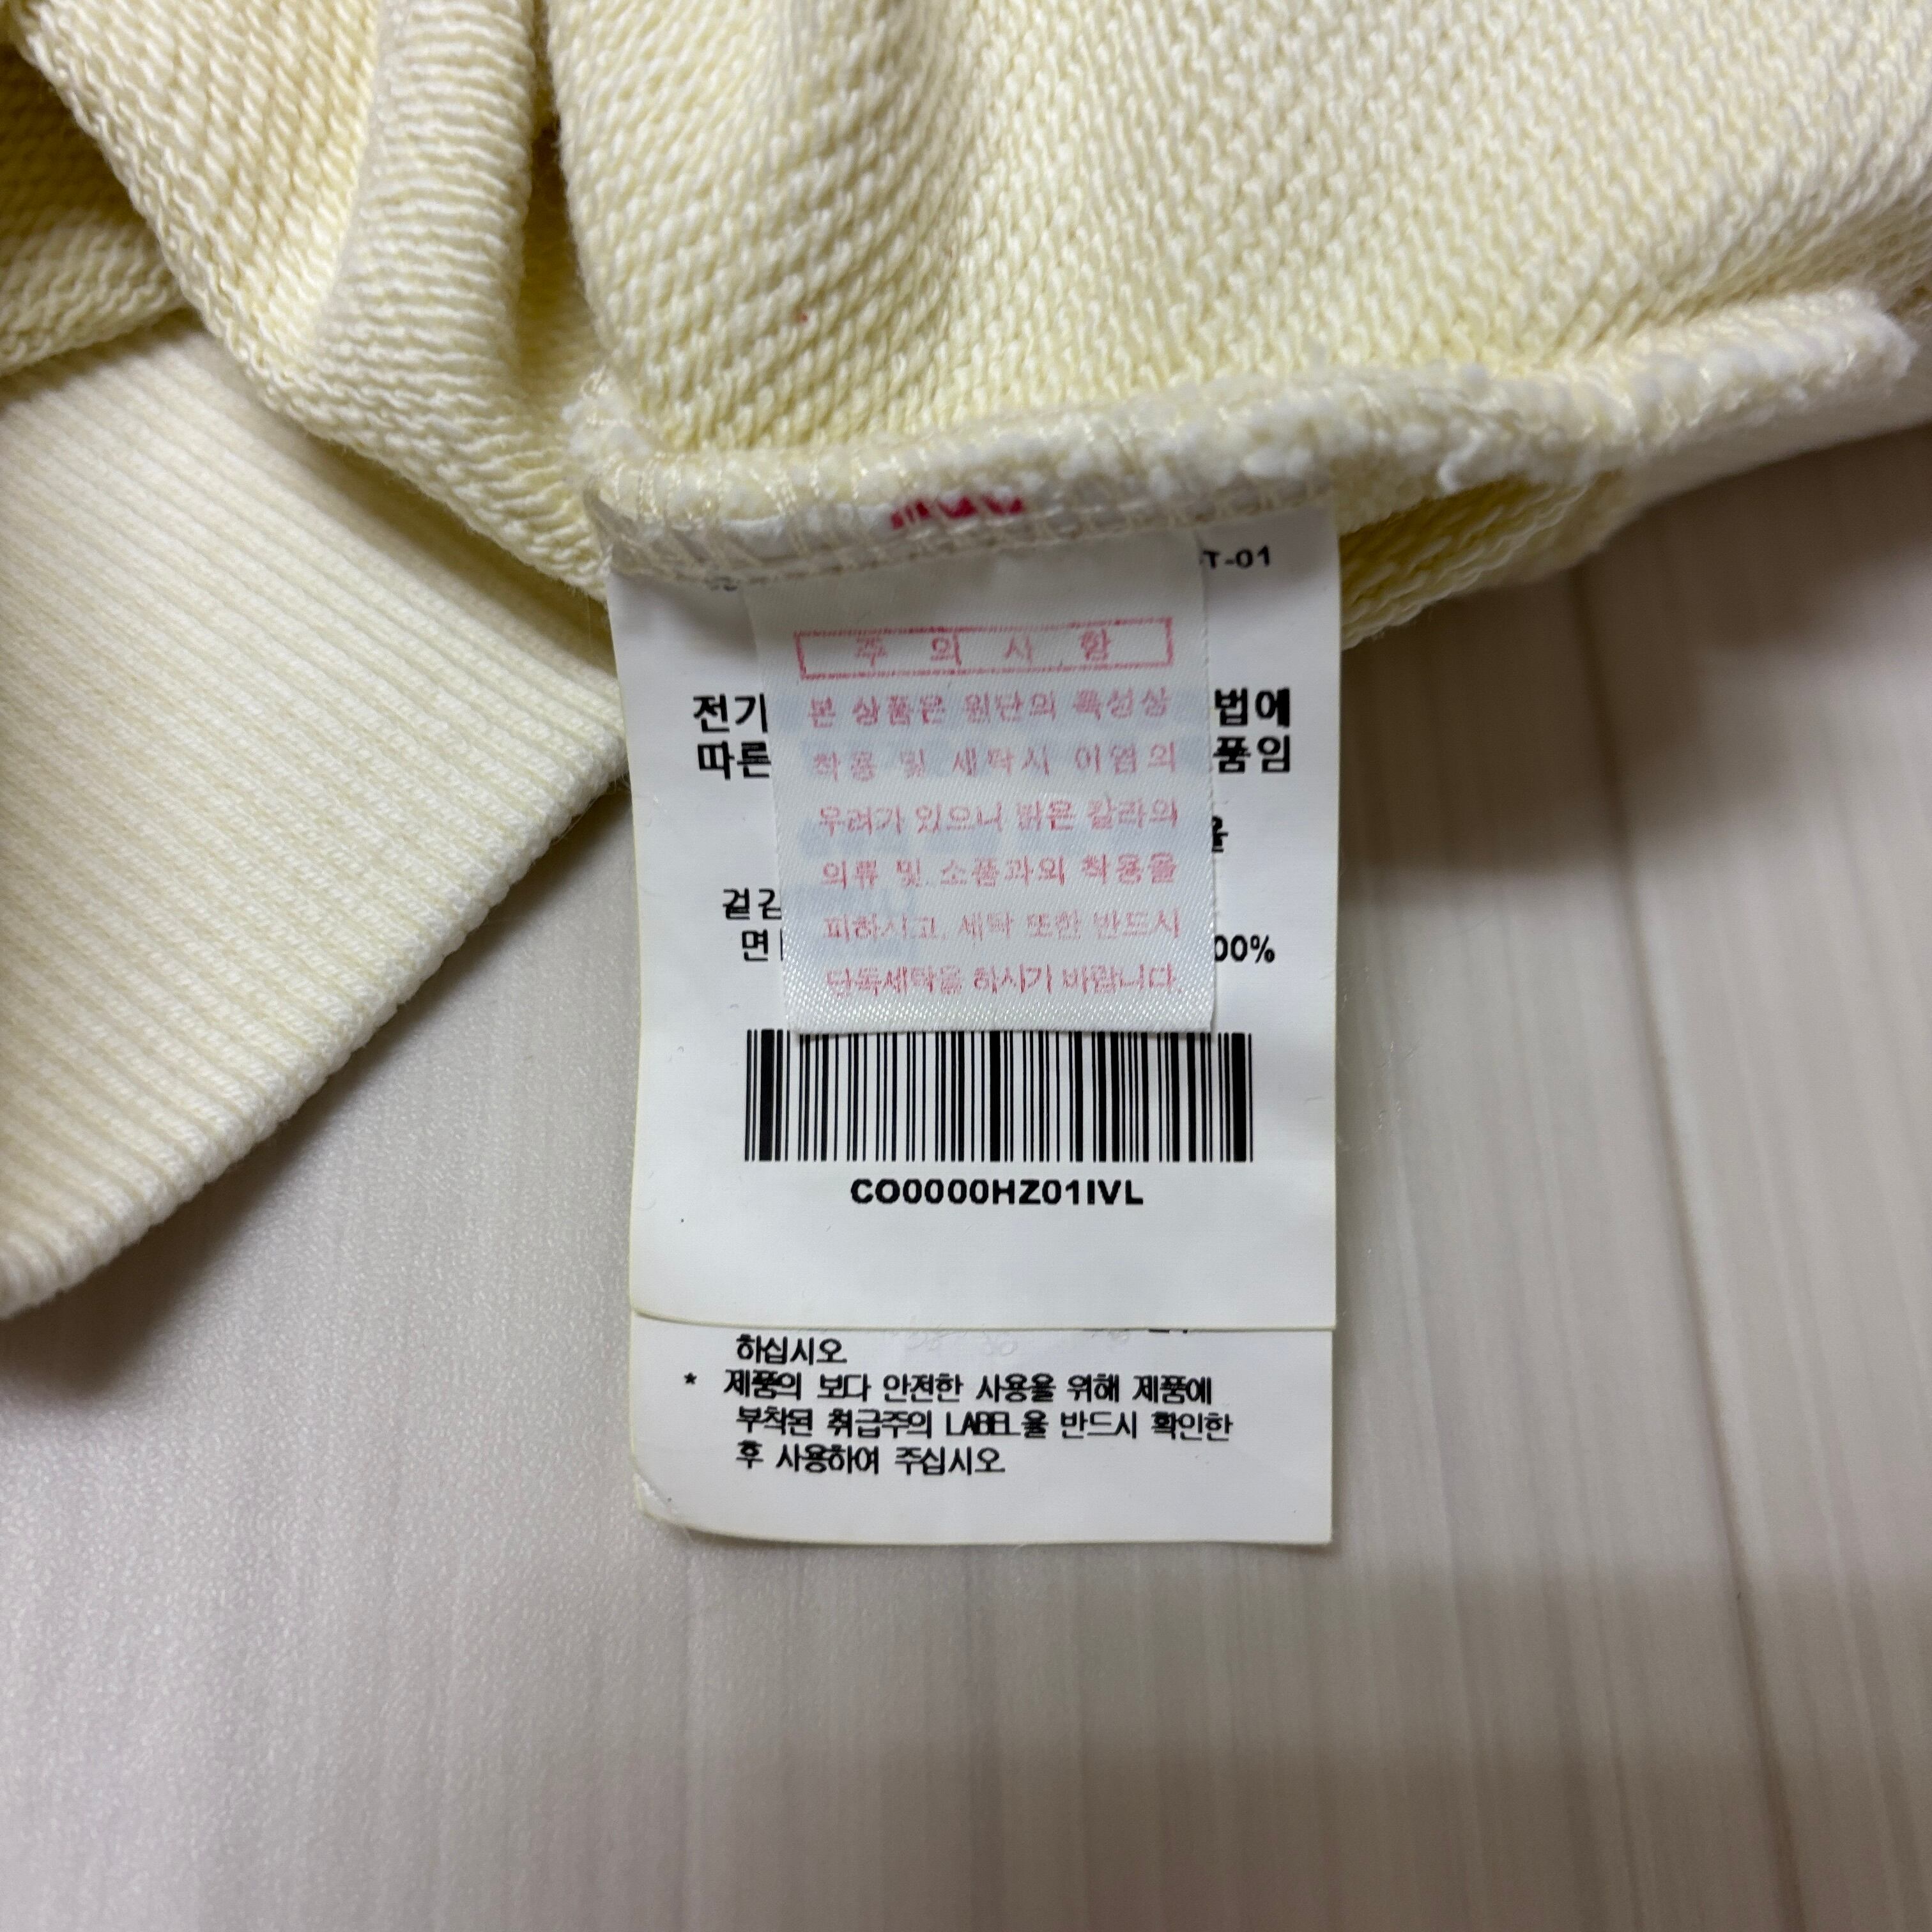 T-01
주 의 사 항
본 상품은 원단의 특성상
착용 및 세탁시 이염의
우려가 있으니 밝은 칼라의
의류 및 소품과의 착용을
피하시고, 세탁 또한 반드시
단독세탁을 하시기 바랍니다.
전기 법에
따른 품임
겉감
면 00%
CO0000HZ01IVL
하십시오
* 제품의 보다 안전한 사용을 위해 제품에
부착된 취급주의 LABEL을 반드시 확인한
후 사용하여 주십시오